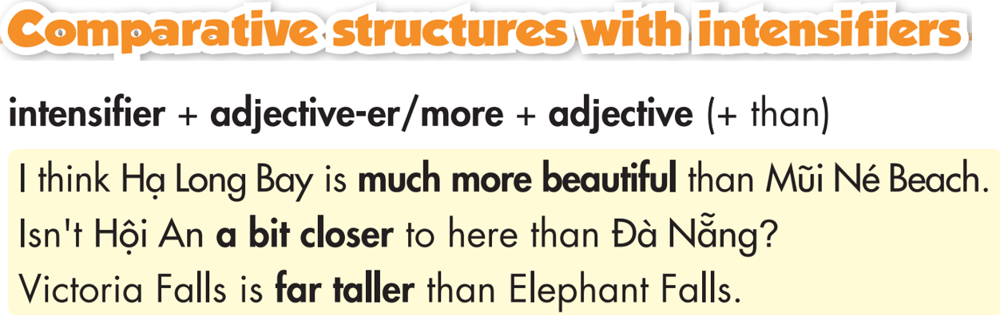 Comparative structures with intensifiers
intensifier + adjective-er/more + adjective (+ than)
I think Hạ Long Bay is much more beautiful than Mũi Né Beach.
Isn't Hội An a bit closer to here than Đà Nẵng?
Victoria Falls is far taller than Elephant Falls.